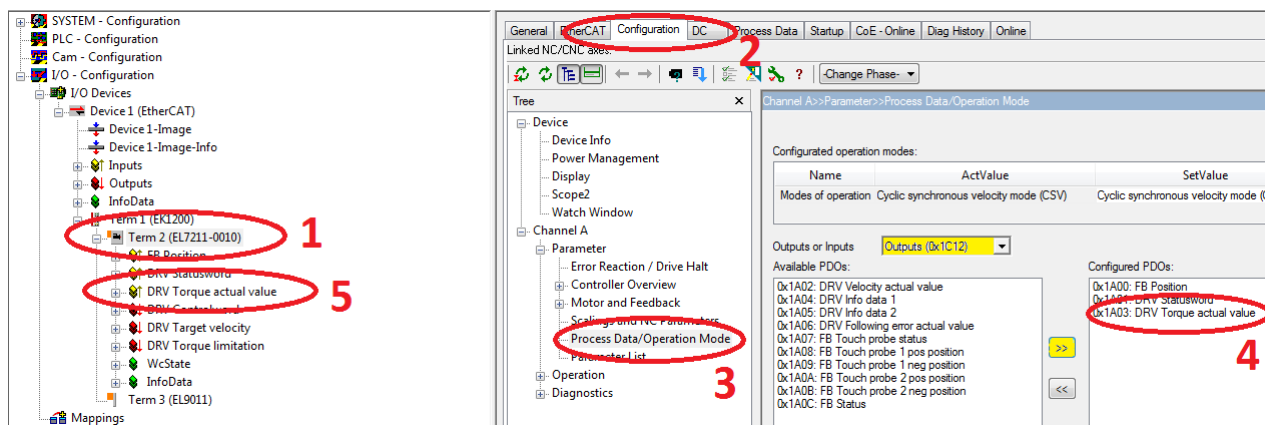 SYSTEM - Configuration
PLC - Configuration
Cam - Configuration
I/O - Configuration
I/O Devices
Device 1 (EtherCAT)
Device 1-Image
Device 1-Image-Info
Inputs
Outputs
InfoData
Term 1 (EK1200)
Term 2 (EL7211-0010)
1
FB Position
DRV Statusword
DRV Torque actual value
5
DRV Controlword
DRV Target velocity
DRV Torque limitation
WcState
InfoData
Term 3 (EL9011)
Mappings
General EtherCAT Configuration DC Process Data Startup CoE - Online Diag History Online
2
Linked NC/CNC axes:
? -Change Phase-
Tree x
Device
Device Info
Power Management
Display
Scope2
Watch Window
Channel A
Parameter
Error Reaction / Drive Halt
Controller Overview
Motor and Feedback
Scalings and NC Parameters
Process Data/Operation Mode
Parameter List
3
Operation
Diagnostics
Channel A>>Parameter>>Process Data/Operation Mode
Configurated operation modes:
Name ActValue SetValue
Modes of operation Cyclic synchronous velocity mode (CSV) Cyclic synchronous velocity mode (
Outputs or Inputs Outputs (0x1C12)
Available PDOs:
0x1A02: DRV Velocity actual value
0x1A04: DRV Info data 1
0x1A05: DRV Info data 2
0x1A06: DRV Following error actual value
0x1A07: FB Touch probe status
0x1A08: FB Touch probe 1 pos position
0x1A09: FB Touch probe 1 neg position
0x1A0A: FB Touch probe 2 pos position
0x1A0B: FB Touch probe 2 neg position
0x1A0C: FB Status
>>
<<
Configured PDOs:
0x1A00: FB Position
0x1A01: DRV Statusword
0x1A03: DRV Torque actual value
4